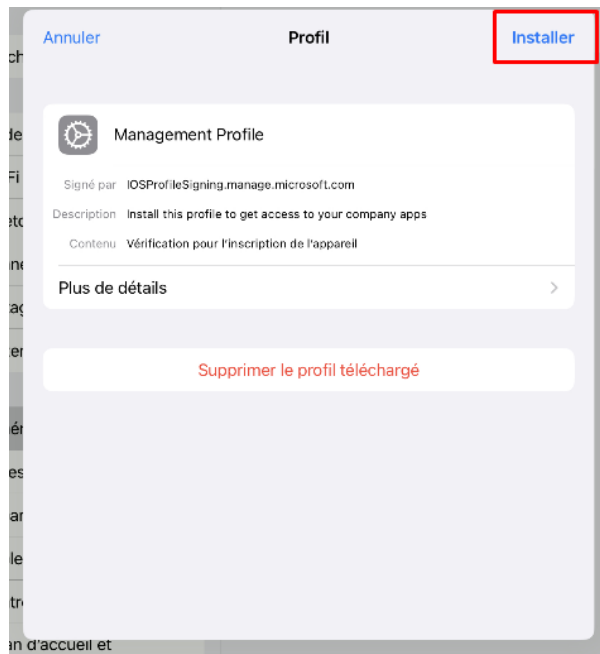 Annuler Profil Installer
Management Profile
Signé par IOSProfileSigning.manage.microsoft.com
Description Install this profile to get access to your company apps
Contenu Vérification pour l'inscription de l'appareil
Plus de détails
Supprimer le profil téléchargé
an d'accueil et